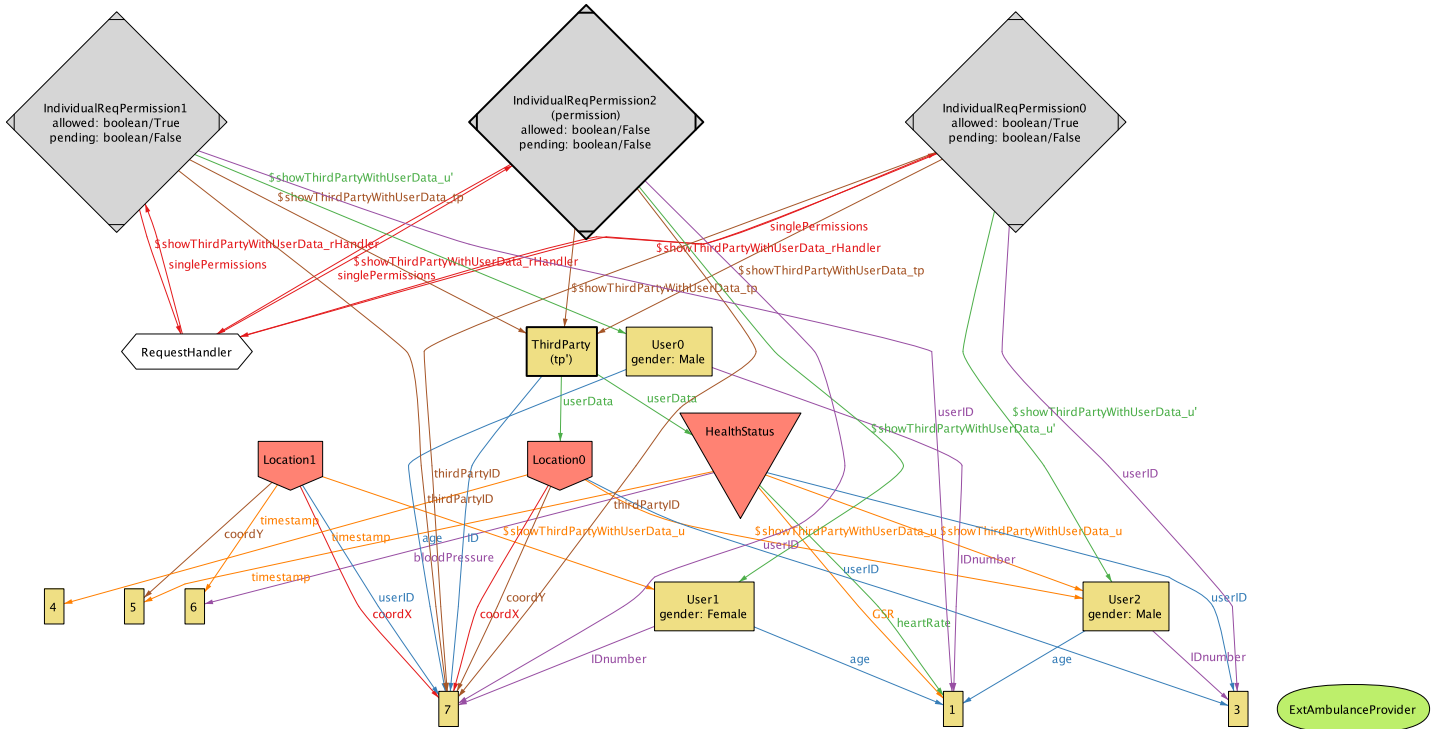 IndividualReqPermission1
allowed: boolean/True
pending: boolean/False
IndividualReqPermission2
(permission)
allowed: boolean/False
pending: boolean/False
IndividualReqPermission0
allowed: boolean/True
pending: boolean/False
$showThirdPartyWithUserData_u'
$showThirdPartyWithUserData_tp
singlePermissions
$showThirdPartyWithUserData_rHandler
$showThirdPartyWithUserData_rHandler
singlePermissions
$showThirdPartyWithUserData_rHandler
$showThirdPartyWithUserData_tp
singlePermissions
$showThirdPartyWithUserData_tp
RequestHandler
ThirdParty
(tp')
User0
gender: Male
userData
userData
userID
$showThirdPartyWithUserData_u'
$showThirdPartyWithUserData_u'
HealthStatus
Location1
Location0
thirdPartyID
userID
thirdPartyID
thirdPartyID
timestamp
coordY
timestamp
age
ID
$showThirdPartyWithUserData_u
$showThirdPartyWithUserData_u
$showThirdPartyWithUserData_u
userID
bloodPressure
IDnumber
userID
timestamp
4
5
6
userID
coordX
coordY
coordX
User1
gender: Female
GSR
heartRate
User2
gender: Male
userID
IDnumber
age
age
IDnumber
7
1
3
ExtAmbulanceProvider